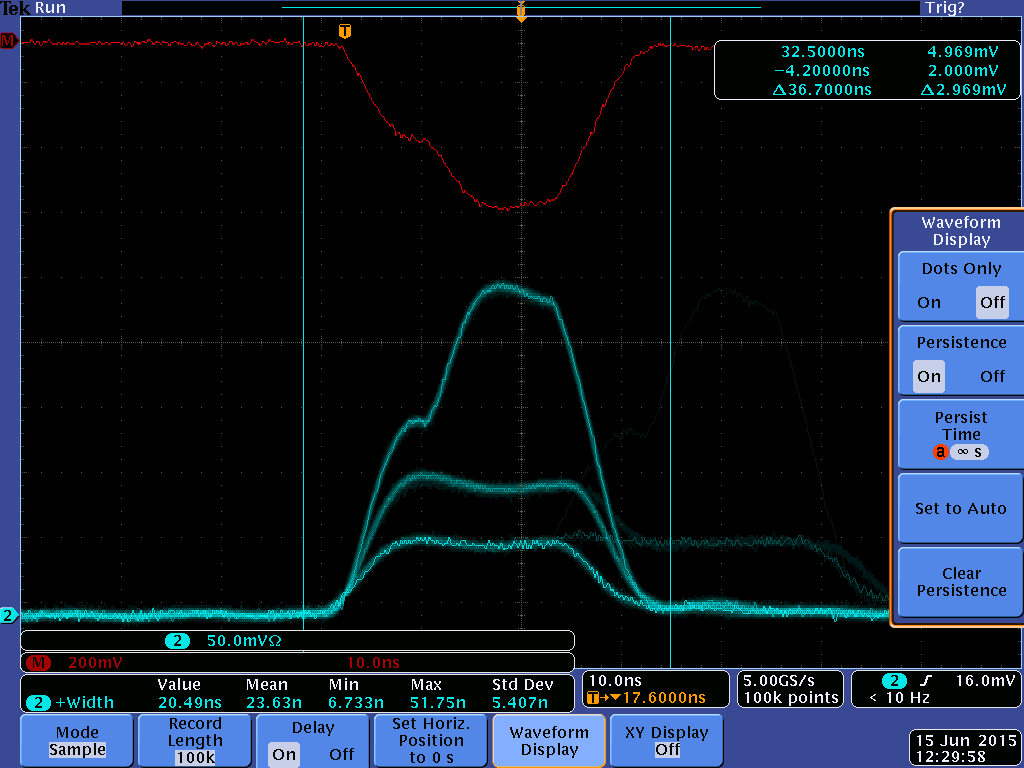 Tek Run Trig?
T
M T
32.5000ns 4.969mV
−4.20000ns 2.000mV
Δ36.7000ns Δ2.969mV
Waveform
Display
Dots Only
On Off
Persistence
On Off
Persist
Time
a ∞ s
Set to Auto
Clear
Persistence
2
2 50.0mVΩ
M 200mV 10.0ns
Value Mean Min Max Std Dev
2 +Width 20.49ns 23.63n 6.733n 51.75n 5.407n
10.0ns
T→▼17.6000ns
5.00GS/s
100k points
2 ʃ 16.0mV
< 10 Hz
Mode
Sample
Record
Length
100k
Delay
On Off
Set Horiz.
Position
to 0 s
Waveform
Display
XY Display
Off
15 Jun 2015
12:29:58